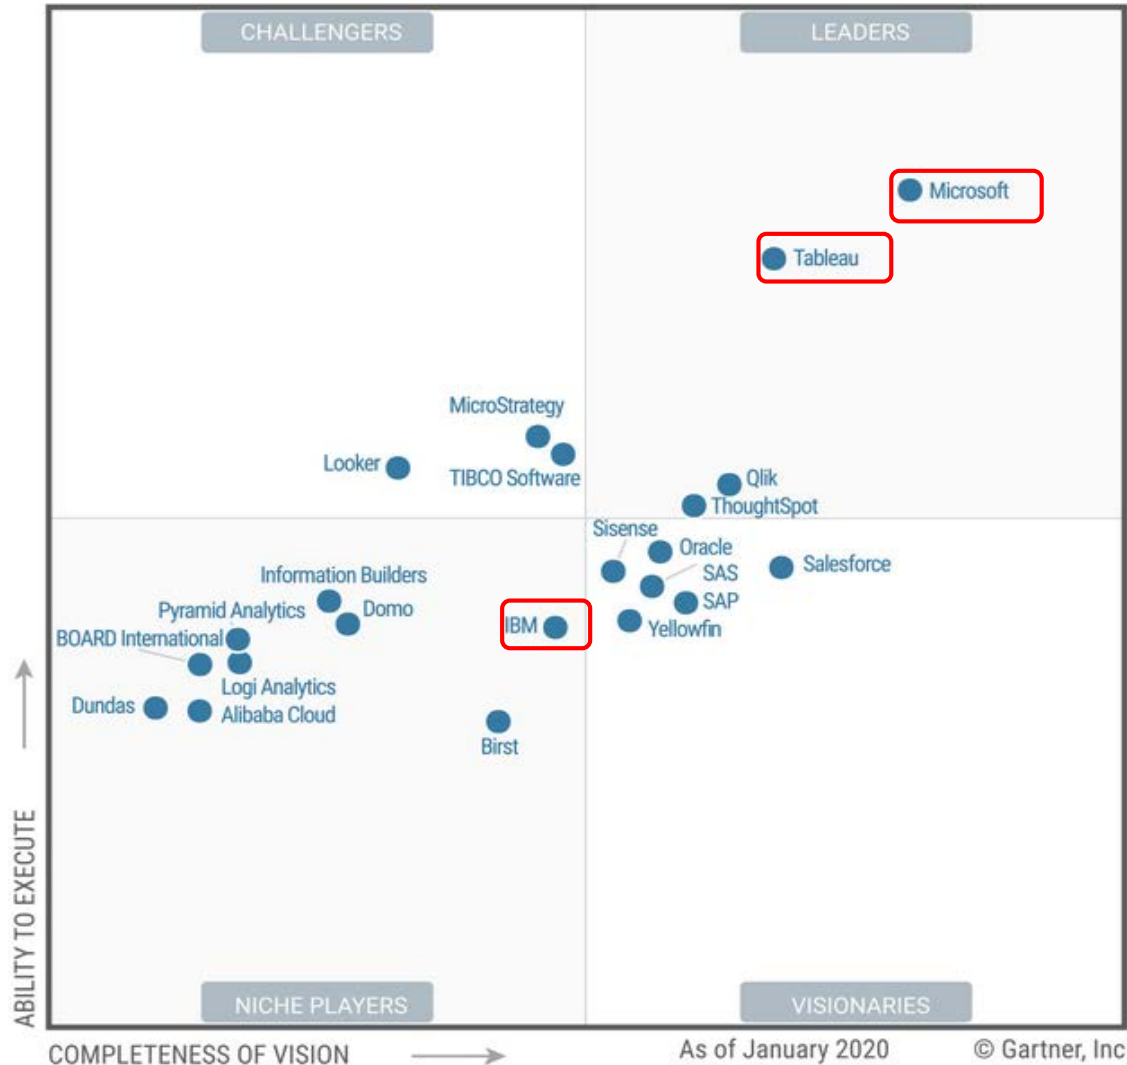 CHALLENGERS
LEADERS
Microsoft
Tableau
MicroStrategy
Looker
TIBCO Software
Qlik
ThoughtSpot
Sisense
Oracle
Salesforce
SAS
Information Builders
SAP
Domo
Pyramid Analytics
IBM
Yellowfin
BOARD International
Logi Analytics
Dundas
Alibaba Cloud
Birst
ABILITY TO EXECUTE
NICHE PLAYERS
VISIONARIES
COMPLETENESS OF VISION
As of January 2020
© Gartner, Inc